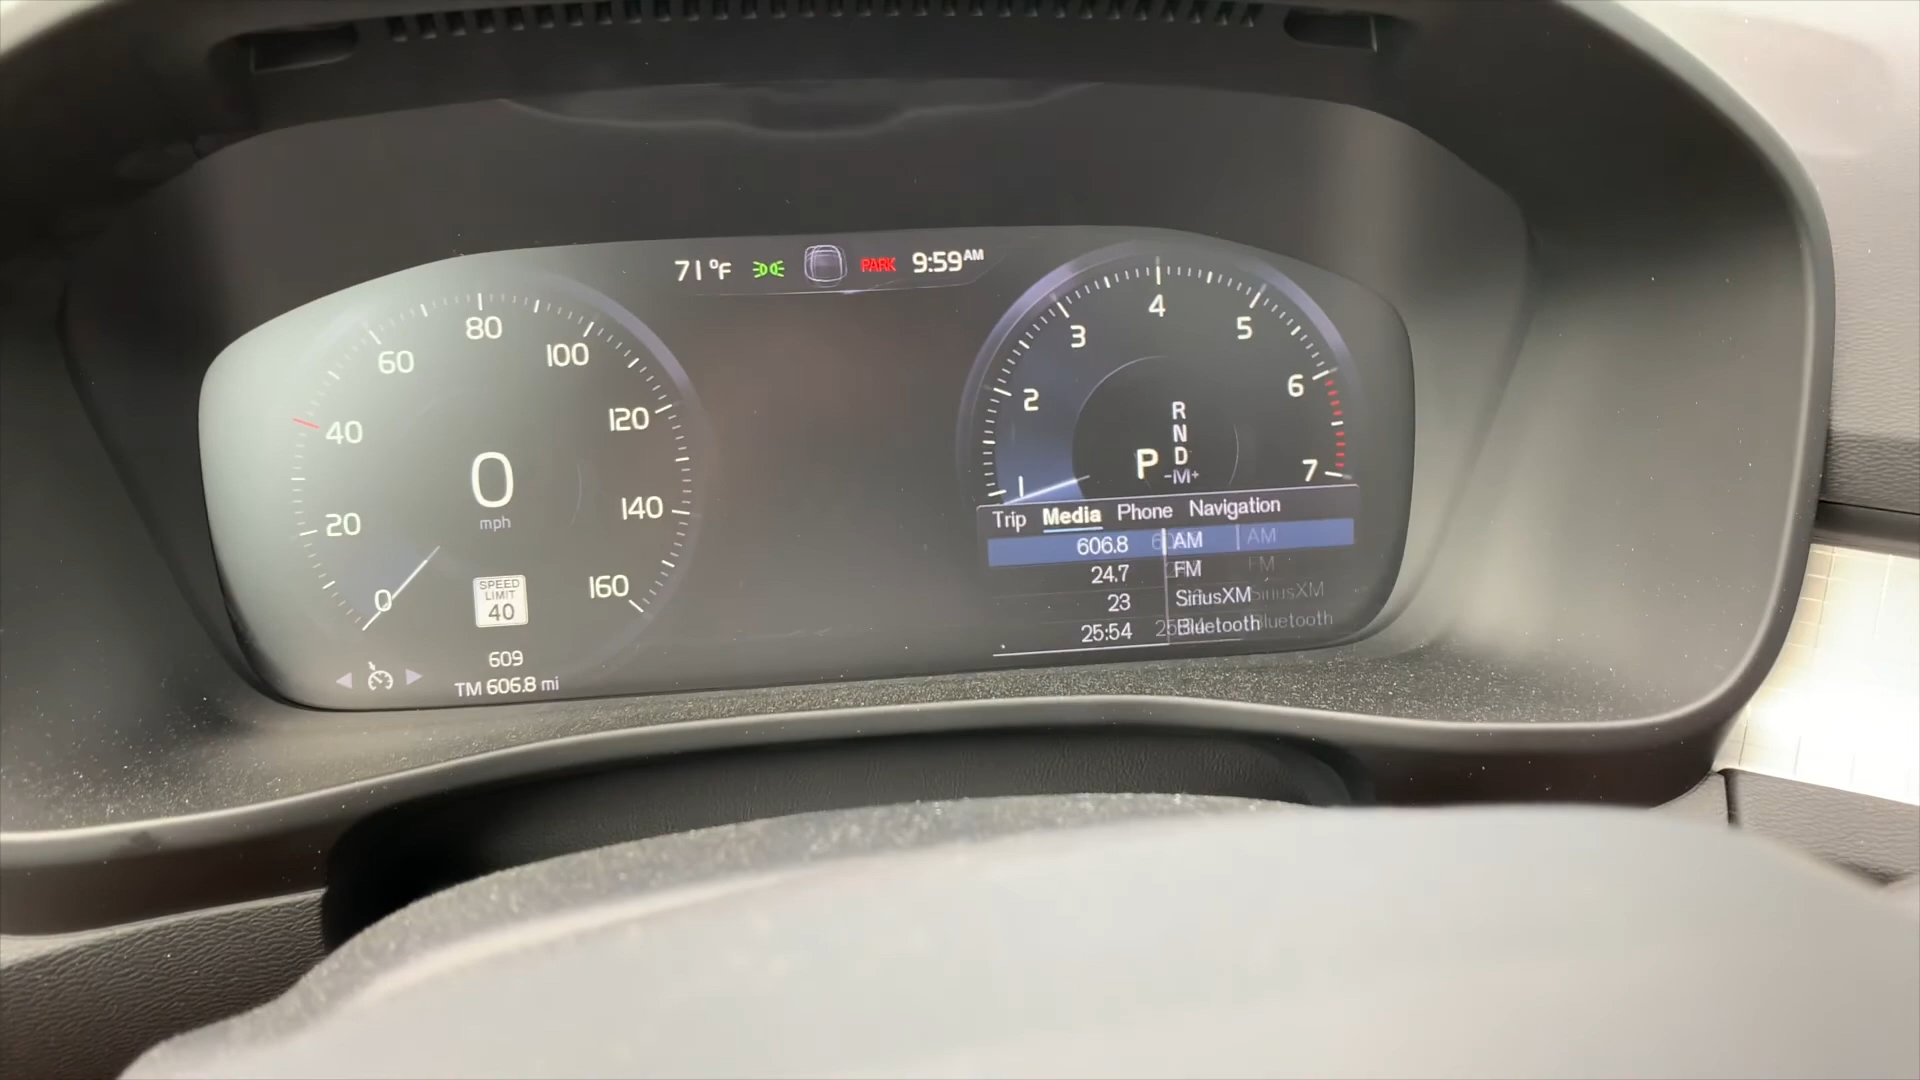 71 °F PARK 9:59 AM
0
20
40
60
80
100
120
140
160
0
mph
SPEED
LIMIT
40
609
TM 606.8 mi
1
2
3
4
5
6
7
R
N
P D
-M+
Trip Media Phone Navigation
606.8 AM AM
24.7 FM FM
23 SiriusXM SiriusXM
25:54 Bluetooth Bluetooth